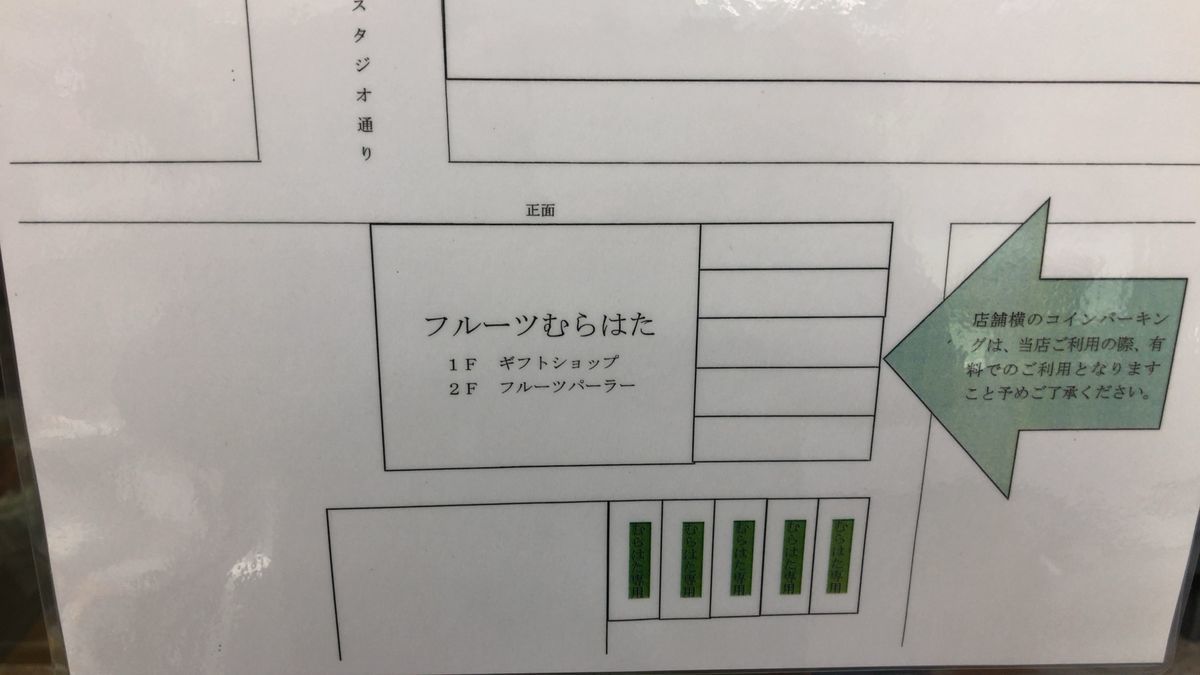 スタジオ通り
正面
フルーツむらはた
１Ｆ　ギフトショップ
２Ｆ　フルーツパーラー
店舗横のコインパーキン
グは、当店ご利用の際、有
料でのご利用となります
こと予めご了承ください。
むらはた専用
むらはた専用
むらはた専用
むらはた専用
むらはた専用